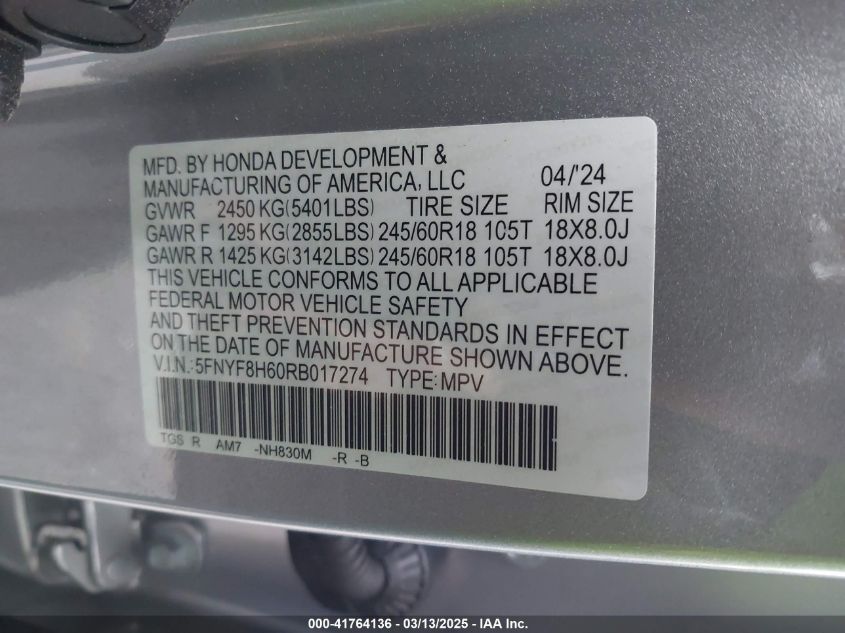 MFD. BY HONDA DEVELOPMENT &
MANUFACTURING OF AMERICA, LLC 04/'24
GVWR 2450 KG(5401LBS) TIRE SIZE RIM SIZE
GAWR F 1295 KG(2855LBS) 245/60R18 105T 18X8.0J
GAWR R 1425 KG(3142LBS) 245/60R18 105T 18X8.0J
THIS VEHICLE CONFORMS TO ALL APPLICABLE
FEDERAL MOTOR VEHICLE SAFETY
AND THEFT PREVENTION STANDARDS IN EFFECT
ON THE DATE OF MANUFACTURE SHOWN ABOVE.
V.I.N.:5FNYF8H60RB017274 TYPE:MPV
TGS R AM7 -NH830M -R -B
000-41764136 - 03/13/2025 - IAA Inc.